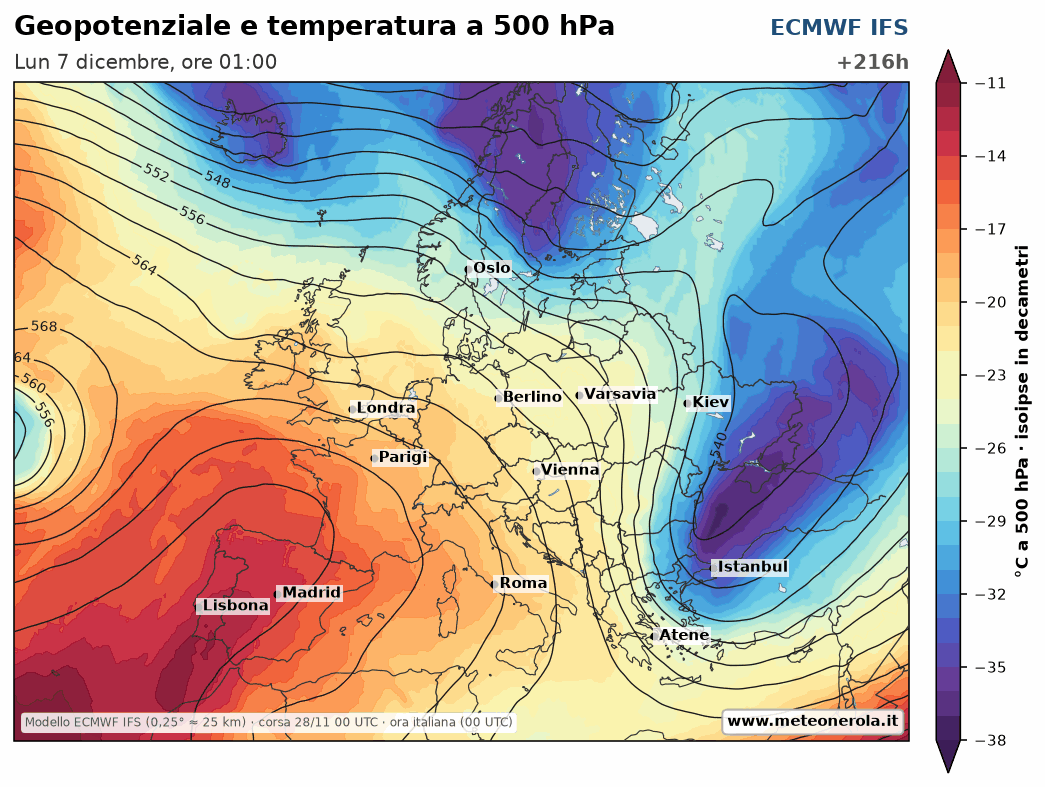 Geopotenziale e temperatura a 500 hPa
ECMWF IFS
Lun 7 dicembre, ore 01:00
+216h
552
548
556
564
568
64
560
556
540
Oslo
Londra
Berlino
Varsavia
Kiev
Parigi
Vienna
Istanbul
Roma
Madrid
Lisbona
Atene
Modello ECMWF IFS (0,25° ≈ 25 km) · corsa 28/11 00 UTC · ora italiana (00 UTC)
www.meteonerola.it
−11
−14
−17
−20
−23
−26
−29
−32
−35
−38
°C a 500 hPa · isoipse in decametri